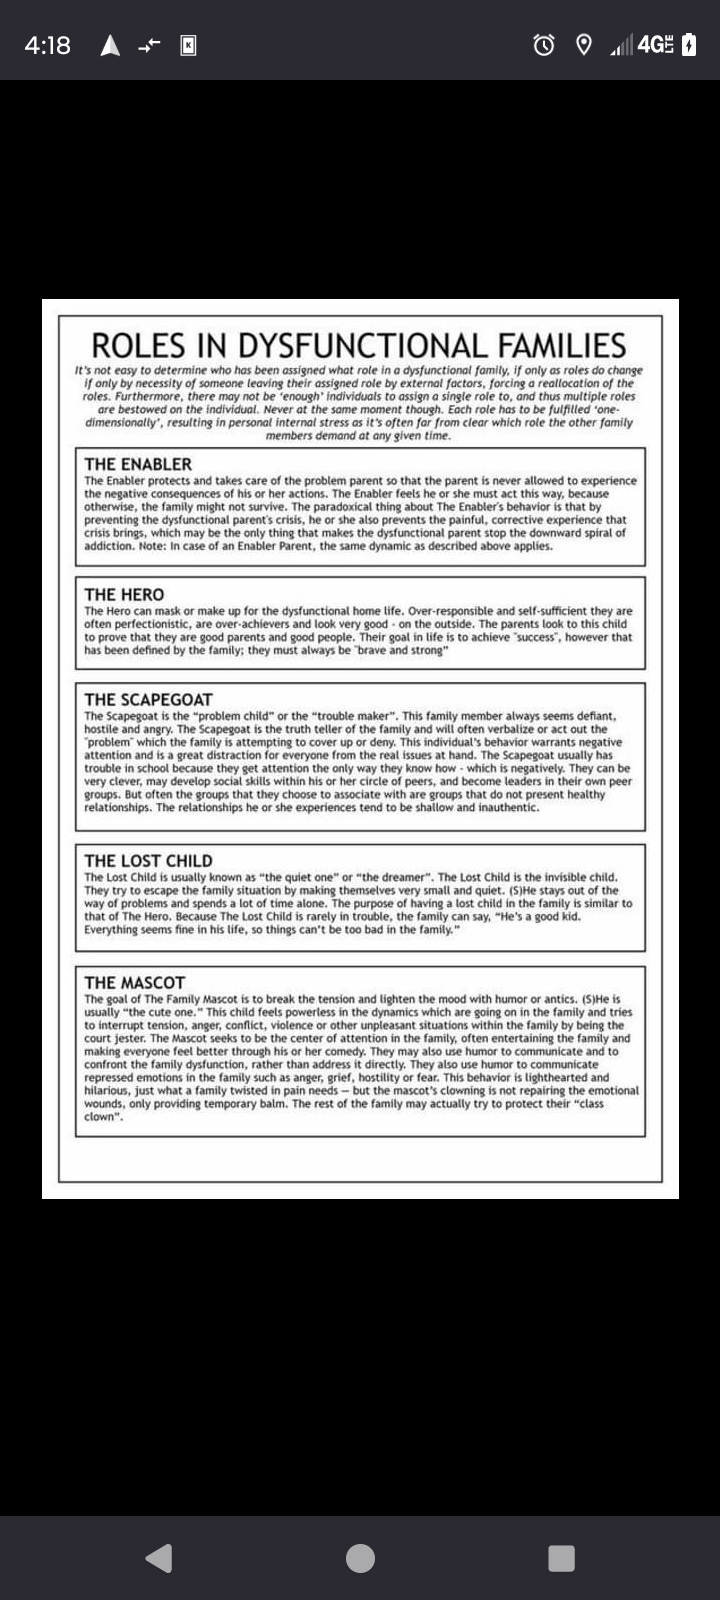 4:18
K
4G LTE
ROLES IN DYSFUNCTIONAL FAMILIES
It's not easy to determine who has been assigned what role in a dysfunctional family, if only as roles do change
if only by necessity of someone leaving their assigned role by external factors, forcing a reallocation of the
roles. Furthermore, there may not be 'enough' individuals to assign a single role to, and thus multiple roles
are bestowed on the individual. Never at the same moment though. Each role has to be fulfilled 'one-
dimensionally', resulting in personal internal stress as it's often far from clear which role the other family
members demand at any given time.
THE ENABLER
The Enabler protects and takes care of the problem parent so that the parent is never allowed to experience
the negative consequences of his or her actions. The Enabler feels he or she must act this way, because
otherwise, the family might not survive. The paradoxical thing about The Enabler's behavior is that by
preventing the dysfunctional parent's crisis, he or she also prevents the painful, corrective experience that
crisis brings, which may be the only thing that makes the dysfunctional parent stop the downward spiral of
addiction. Note: In case of an Enabler Parent, the same dynamic as described above applies.
THE HERO
The Hero can mask or make up for the dysfunctional home life. Over-responsible and self-sufficient they are
often perfectionistic, are over-achievers and look very good - on the outside. The parents look to this child
to prove that they are good parents and good people. Their goal in life is to achieve "success", however that
has been defined by the family; they must always be "brave and strong"
THE SCAPEGOAT
The Scapegoat is the “problem child” or the “trouble maker”. This family member always seems defiant,
hostile and angry. The Scapegoat is the truth teller of the family and will often verbalize or act out the
"problem" which the family is attempting to cover up or deny. This individual's behavior warrants negative
attention and is a great distraction for everyone from the real issues at hand. The Scapegoat usually has
trouble in school because they get attention the only way they know how - which is negatively. They can be
very clever, may develop social skills within his or her circle of peers, and become leaders in their own peer
groups. But often the groups that they choose to associate with are groups that do not present healthy
relationships. The relationships he or she experiences tend to be shallow and inauthentic.
THE LOST CHILD
The Lost Child is usually known as “the quiet one” or “the dreamer”. The Lost Child is the invisible child.
They try to escape the family situation by making themselves very small and quiet. (S)He stays out of the
way of problems and spends a lot of time alone. The purpose of having a lost child in the family is similar to
that of The Hero. Because The Lost Child is rarely in trouble, the family can say, “He's a good kid.
Everything seems fine in his life, so things can't be too bad in the family.”
THE MASCOT
The goal of The Family Mascot is to break the tension and lighten the mood with humor or antics. (S)He is
usually “the cute one.” This child feels powerless in the dynamics which are going on in the family and tries
to interrupt tension, anger, conflict, violence or other unpleasant situations within the family by being the
court jester. The Mascot seeks to be the center of attention in the family, often entertaining the family and
making everyone feel better through his or her comedy. They may also use humor to communicate and to
confront the family dysfunction, rather than address it directly. They also use humor to communicate
repressed emotions in the family such as anger, grief, hostility or fear. This behavior is lighthearted and
hilarious, just what a family twisted in pain needs — but the mascot's clowning is not repairing the emotional
wounds, only providing temporary balm. The rest of the family may actually try to protect their “class
clown”.